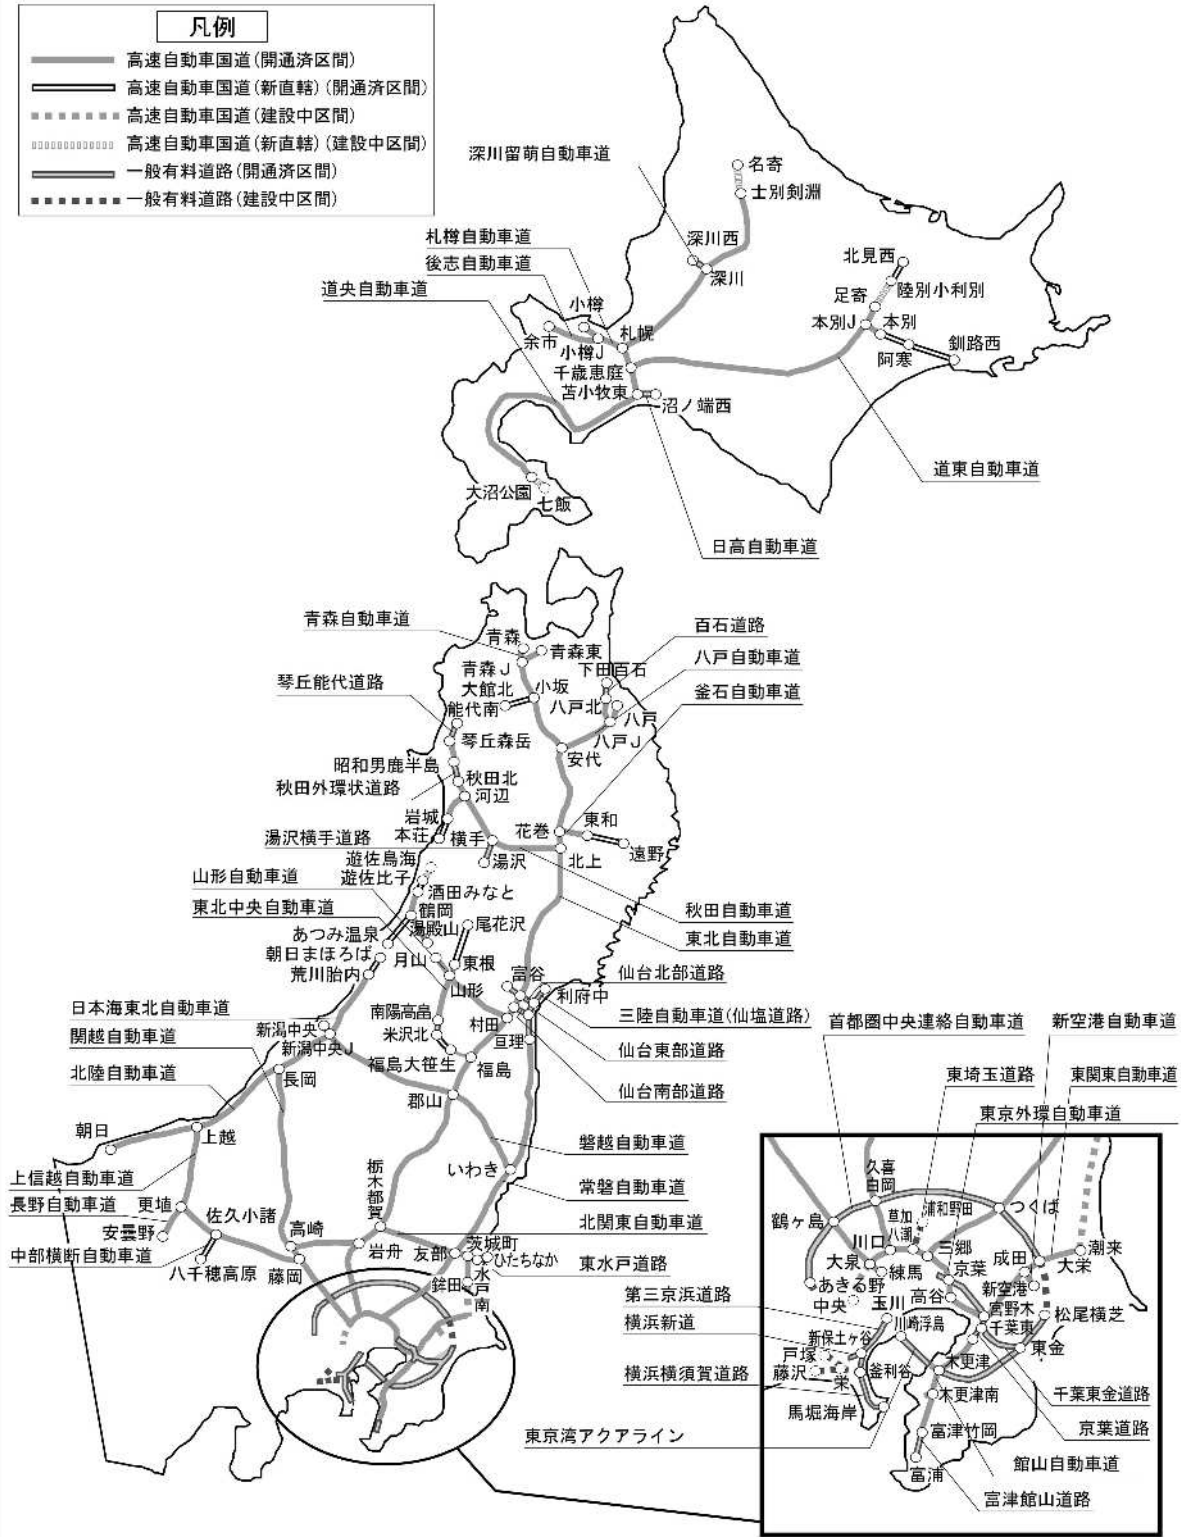 凡例
高速自動車国道(開通済区間)
高速自動車国道(新直轄)(開通済区間)
高速自動車国道(建設中区間)
高速自動車国道(新直轄)(建設中区間)
一般有料道路(開通済区間)
一般有料道路(建設中区間)
深川留萌自動車道
名寄
士別剣淵
札樽自動車道
深川西
後志自動車道
北見西
深川
道央自動車道
陸別小利別
小樽
足寄
余市
札幌
本別J
本別
小樽J
釧路西
阿寒
千歳恵庭
苫小牧東
沼ノ端西
道東自動車道
大沼公園
七飯
日高自動車道
青森自動車道
青森
百石道路
青森東
青森J
下田百石
八戸自動車道
琴丘能代道路
大館北
小坂
釜石自動車道
能代南
八戸北
八戸
琴丘森岳
八戸J
安代
昭和男鹿半島
秋田外環状道路
秋田北
河辺
岩城
花巻
東和
本荘
横手
湯沢横手道路
遠野
遊佐鳥海
湯沢
北上
山形自動車道
遊佐比子
酒田みなと
東北中央自動車道
鶴岡
秋田自動車道
湯殿山
尾花沢
あつみ温泉
東北自動車道
朝日まほろば
月山
東根
荒川胎内
富谷
仙台北部道路
山形
利府中
日本海東北自動車道
南陽高畠
三陸自動車道(仙塩道路)
首都圏中央連絡自動車道
新空港自動車道
新潟中央
村田
関越自動車道
米沢北
亘理
新潟中央J
仙台東部道路
福島大笹生
福島
北陸自動車道
長岡
東埼玉道路
東関東自動車道
郡山
仙台南部道路
東京外環自動車道
朝日
上越
磐越自動車道
いわき
上信越自動車道
栃木都賀
常磐自動車道
久喜白岡
長野自動車道
更埴
佐久小諸
北関東自動車道
浦和野田
つくば
安曇野
高崎
鶴ヶ島
草加
八潮
中部横断自動車道
岩舟
友部
茨城町
川口
三郷
潮来
八千穂高原
藤岡
ひたちなか
東水戸道路
大泉
練馬
京葉
成田
大栄
鉾田
水戸南
あきる野
高谷
新空港
第三京浜道路
中央
玉川
宮野木
松尾横芝
横浜新道
川崎浮島
千葉東
新保土ヶ谷
戸塚
東金
藤沢
栄
釜利谷
木更津
横浜横須賀道路
木更津南
千葉東金道路
馬堀海岸
富津竹岡
京葉道路
東京湾アクアライン
館山自動車道
富浦
富津館山道路